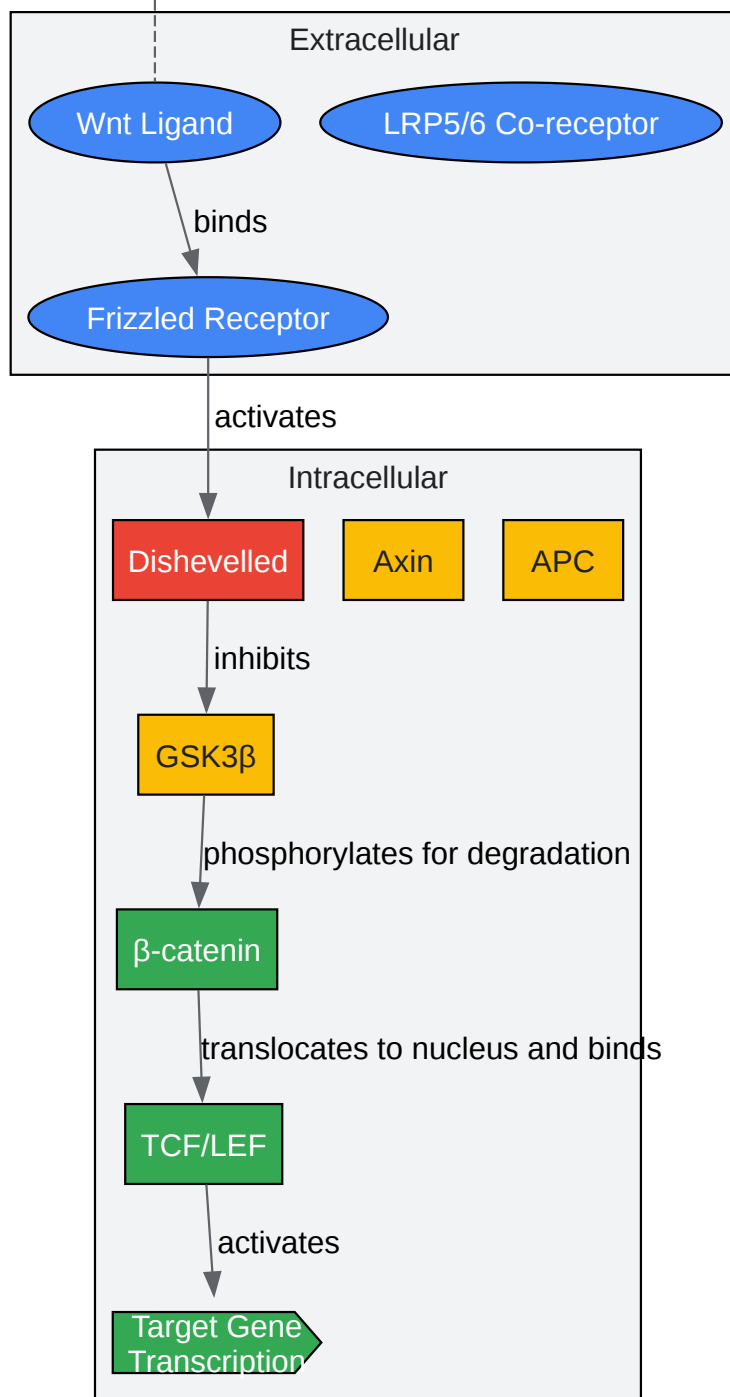 Extracellular
Wnt Ligand
LRP5/6 Co-receptor
binds
Frizzled Receptor
activates
Intracellular
Dishevelled
Axin
APC
inhibits
GSK3β
phosphorylates for degradation
β-catenin
translocates to nucleus and binds
TCF/LEF
activates
Target Gene
Transcription